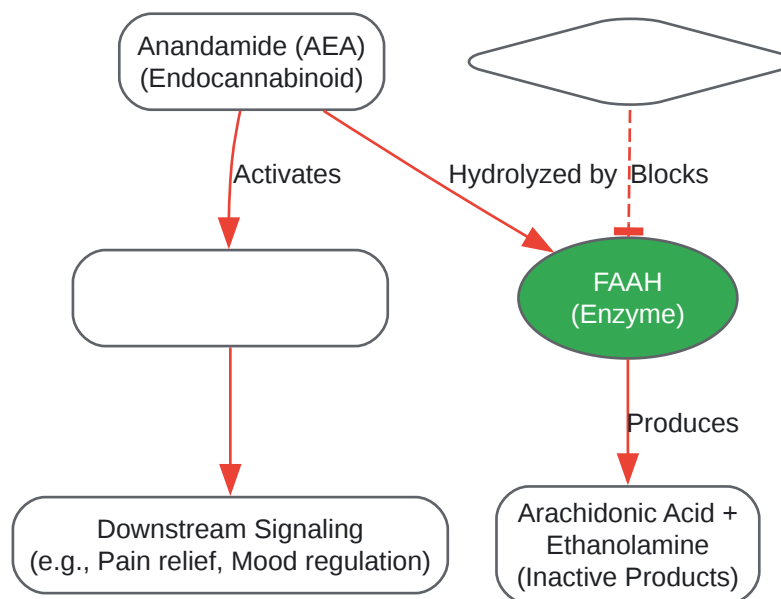 Anandamide (AEA)
(Endocannabinoid)
Activates
Hydrolyzed by
Blocks
FAAH
(Enzyme)
Produces
Downstream Signaling
(e.g., Pain relief, Mood regulation)
Arachidonic Acid +
Ethanolamine
(Inactive Products)